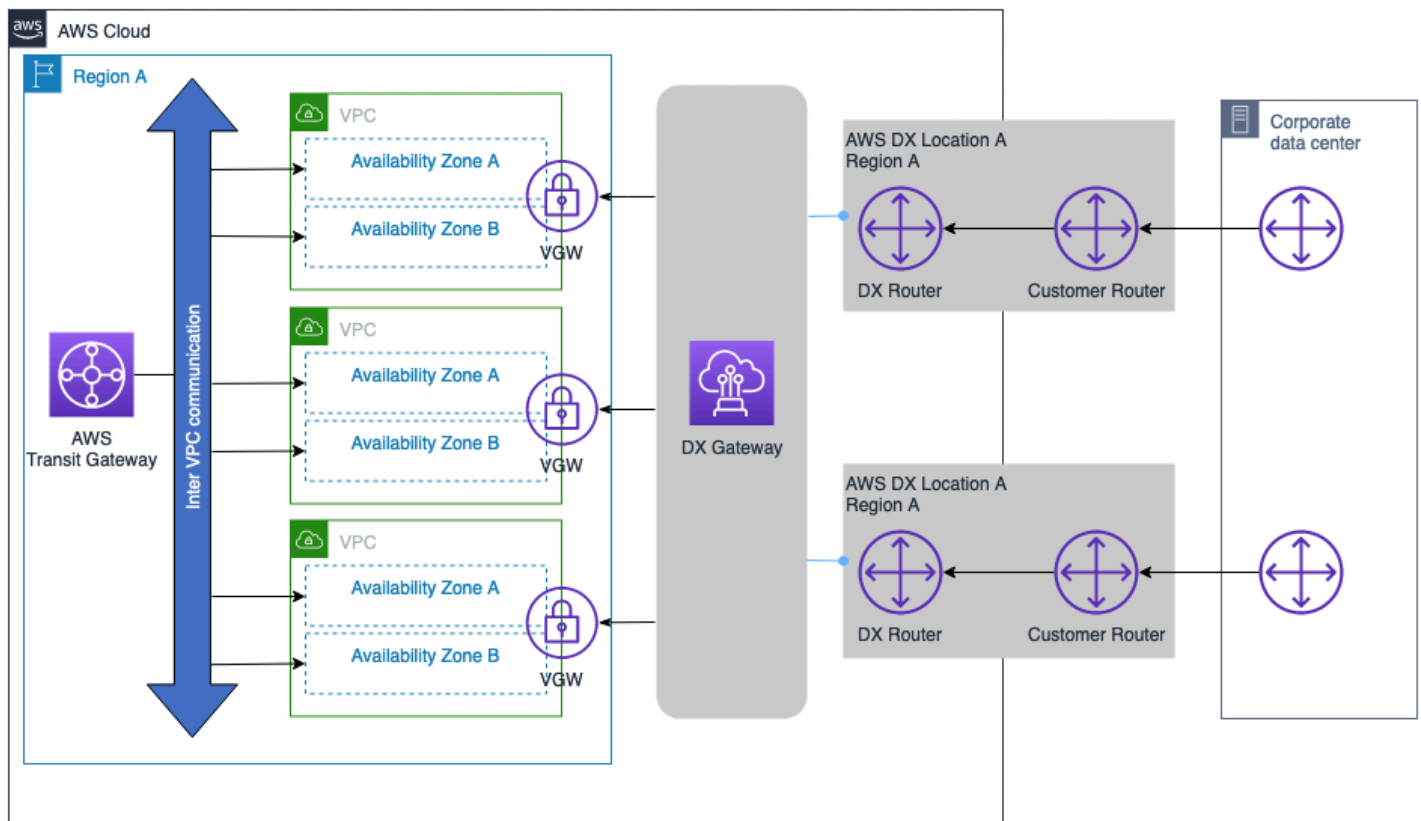 aws
AWS Cloud
Region A
VPC
Availability Zone A
Availability Zone B
VGW
VPC
Availability Zone A
Availability Zone B
VGW
VPC
Availability Zone A
Availability Zone B
VGW
AWS
Transit Gateway
Inter VPC communication
DX Gateway
AWS DX Location A
Region A
DX Router
Customer Router
AWS DX Location A
Region A
DX Router
Customer Router
Corporate
data center